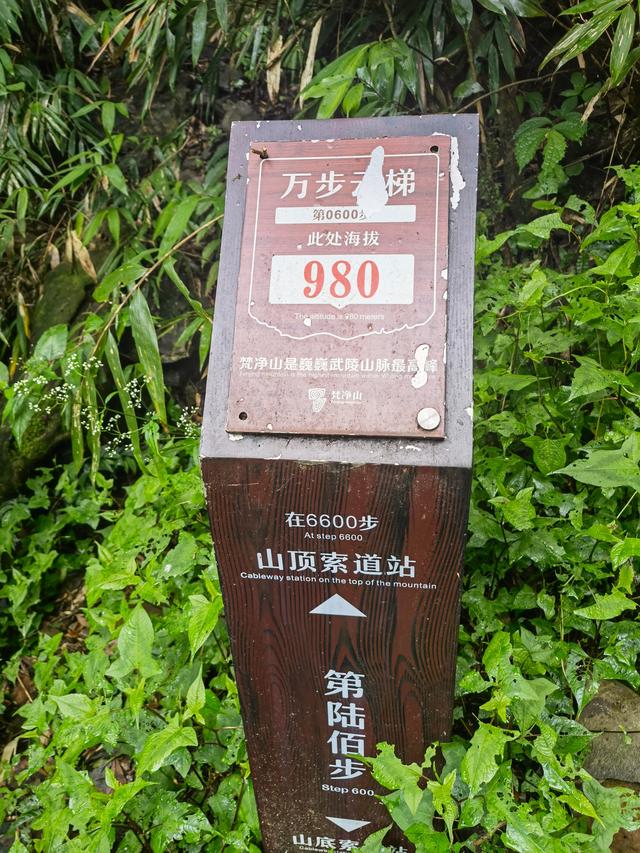 万步 梯
第0600步
此处海拔
980
The altitude is 980 meters
梵净山是巍巍武陵山脉最高峰
梵净山
在6600步
At step 6600
山顶索道站
Cableway station on the top of the mountain
第陆佰步
Step 600
山底索